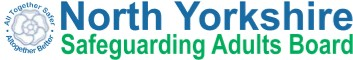 All Together Safer
Altogether Better
North Yorkshire
Safeguarding Adults Board